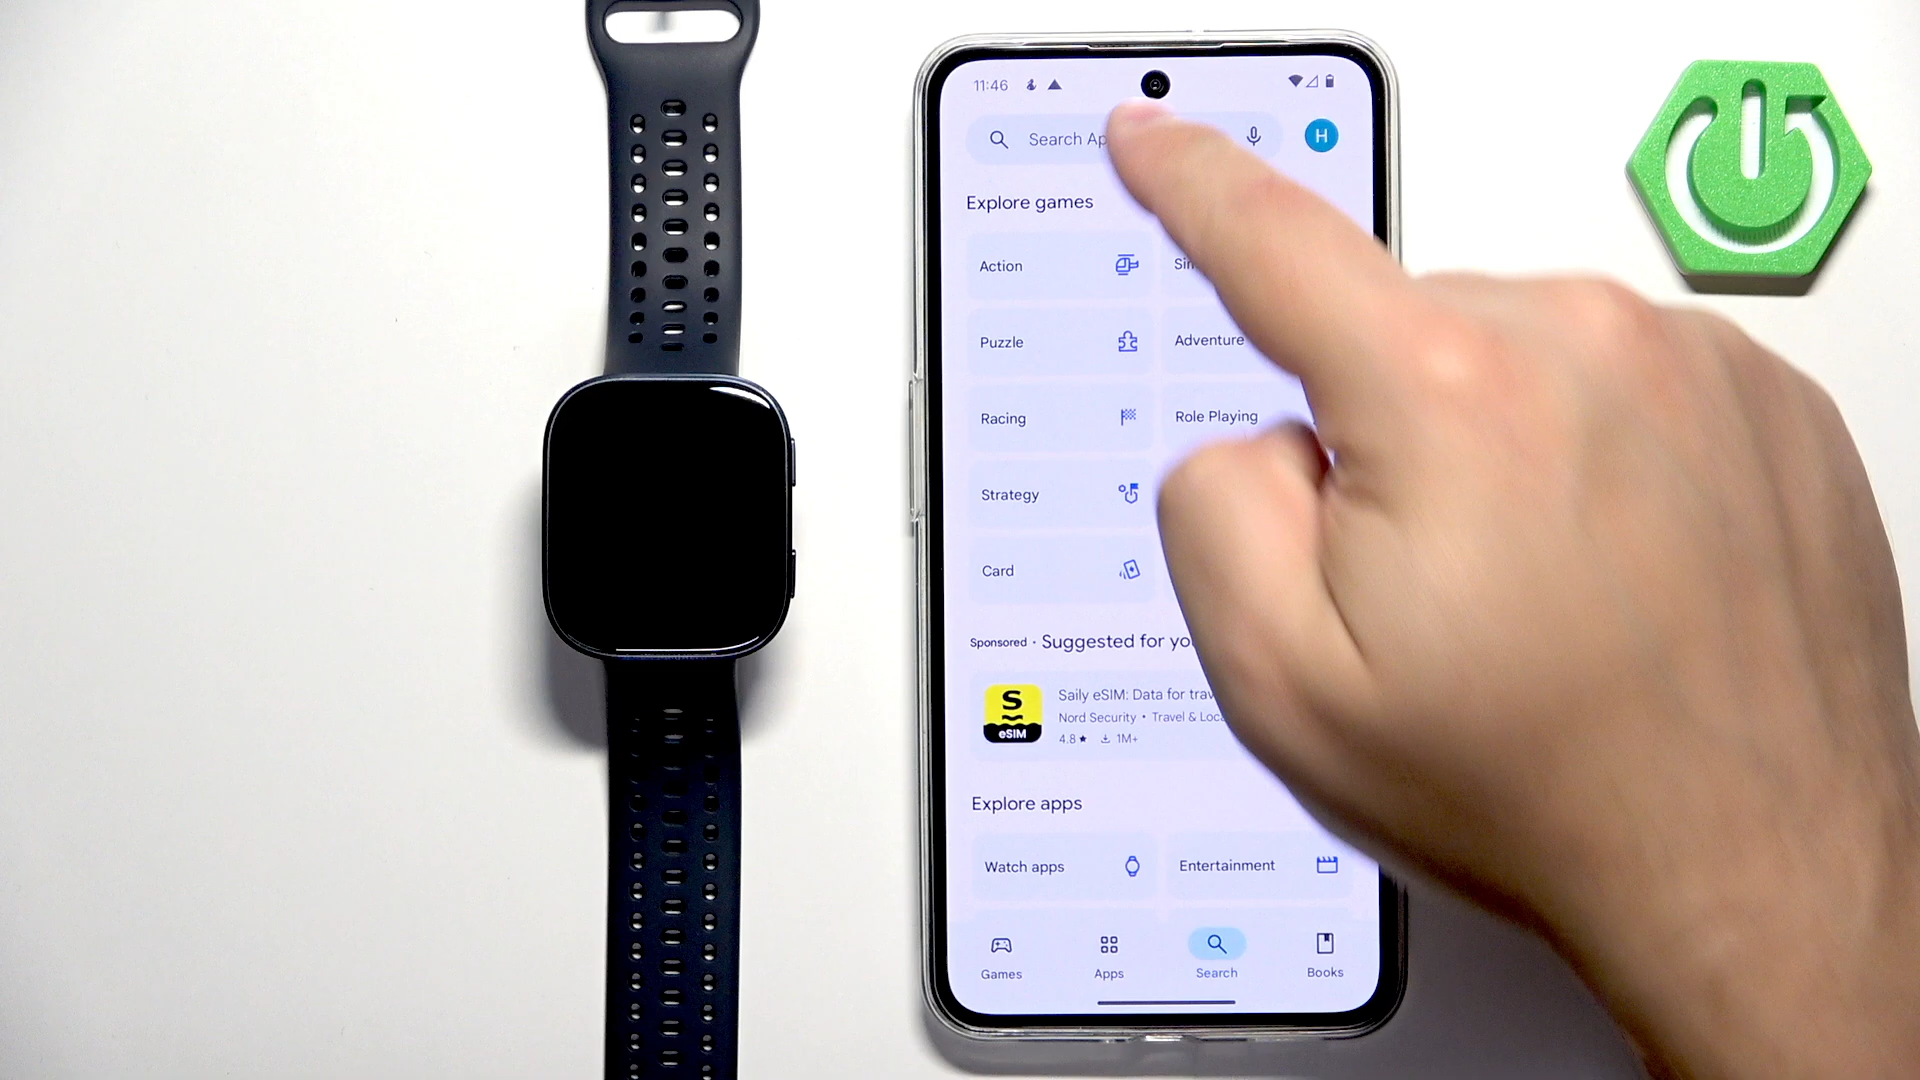 11:46
Search Ap
H
Explore games
Action
Sim
Puzzle
Adventure
Racing
Role Playing
Strategy
Card
Sponsored • Suggested for yo
S
eSIM
Saily eSIM: Data for trav
Nord Security • Travel & Loca
4.8★ 1M+
Explore apps
Watch apps
Entertainment
Games
Apps
Search
Books